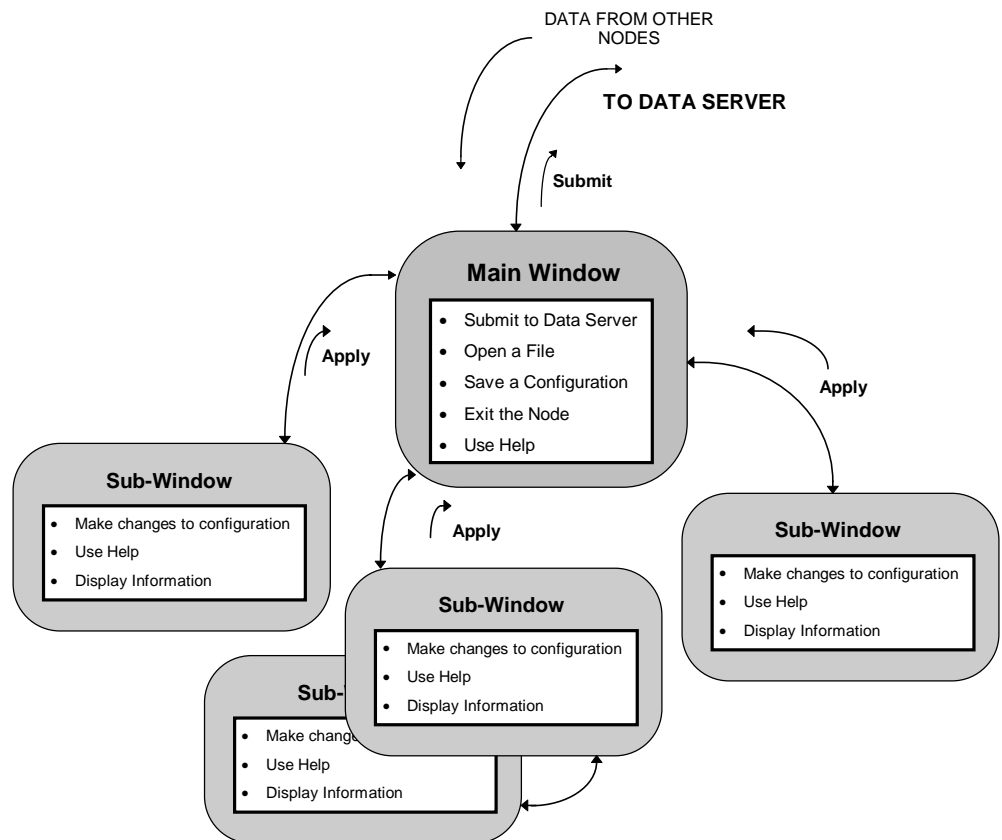 DATA FROM OTHER
NODES
TO DATA SERVER
Submit
Main Window
• Submit to Data Server
• Open a File
• Save a Configuration
• Exit the Node
• Use Help
Apply
Apply
Apply
Sub-Window
• Make changes to configuration
• Use Help
• Display Information
Sub-Window
• Make changes to configuration
• Use Help
• Display Information
Sub-Window
• Make changes to configuration
• Use Help
• Display Information
Sub-
• Make
• Use Help
• Display Information